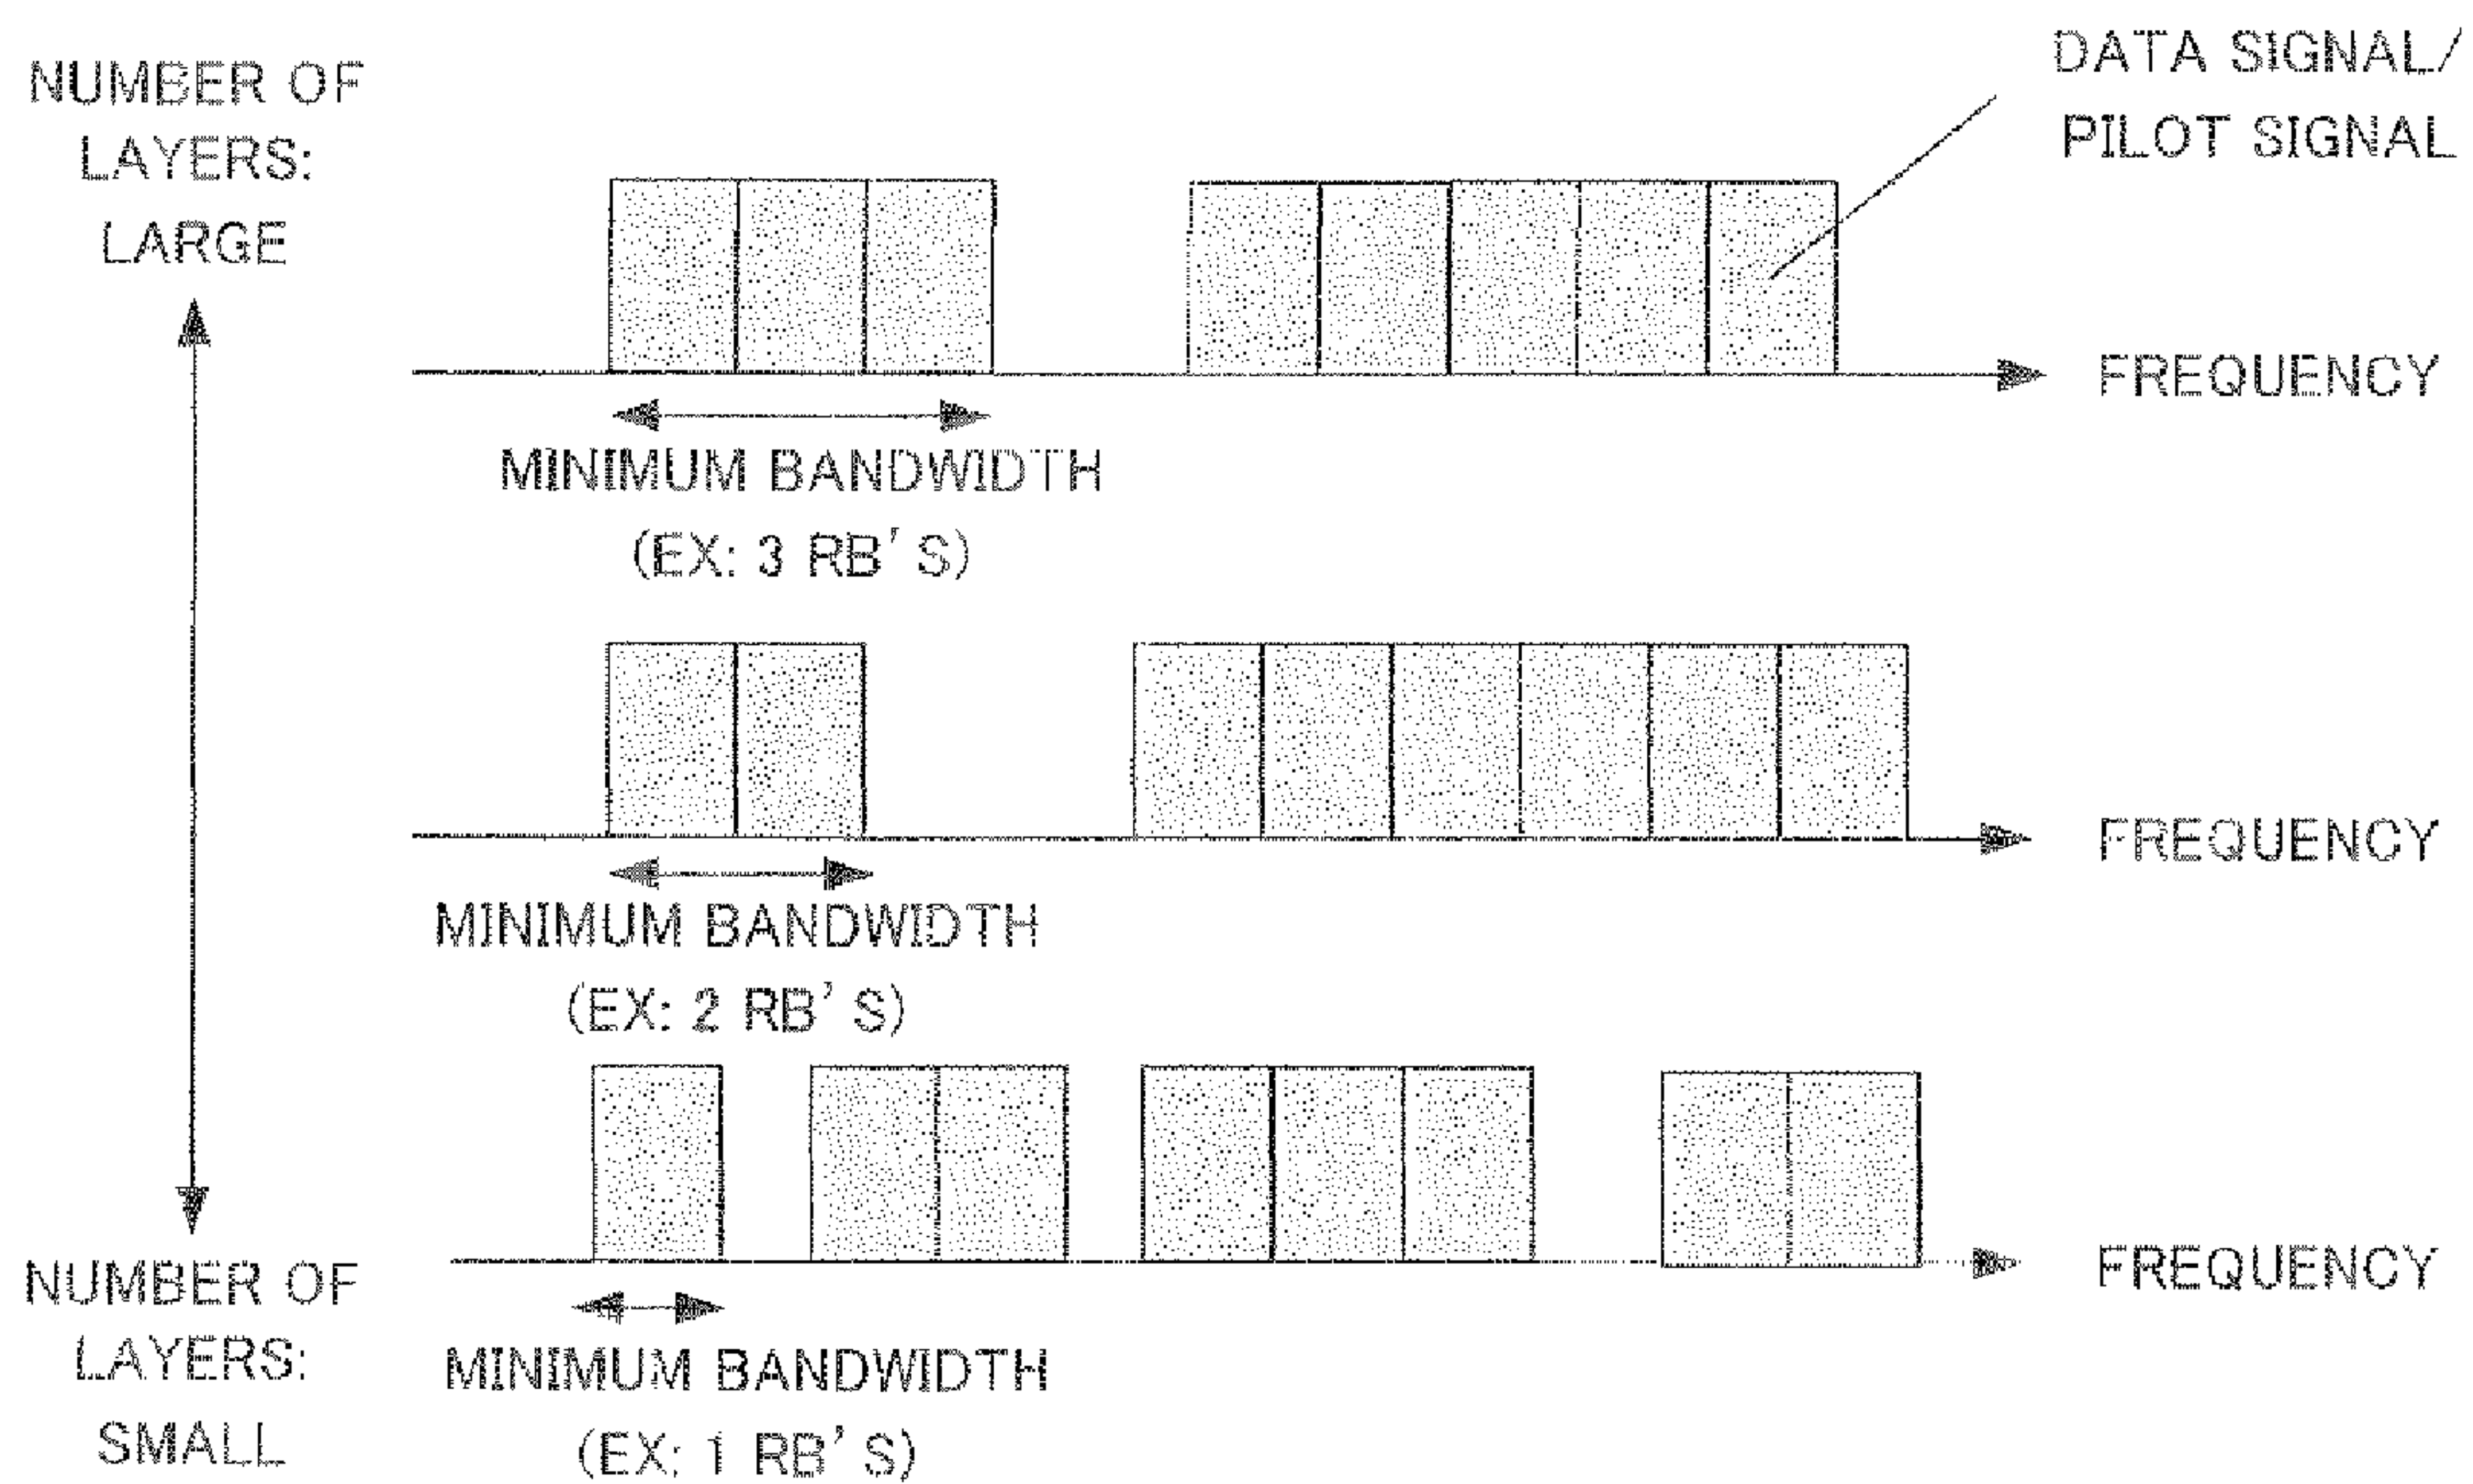 DATA SIGNAL/
PILOT SIGNAL
NUMBER OF
LAYERS:
LARGE
FREQUENCY
MINIMUM BANDWIDTH
(EX: 3 RB'S)
FREQUENCY
MINIMUM BANDWIDTH
(EX: 2 RB'S)
FREQUENCY
NUMBER OF
LAYERS:
SMALL
MINIMUM BANDWIDTH
(EX: 1 RB'S)